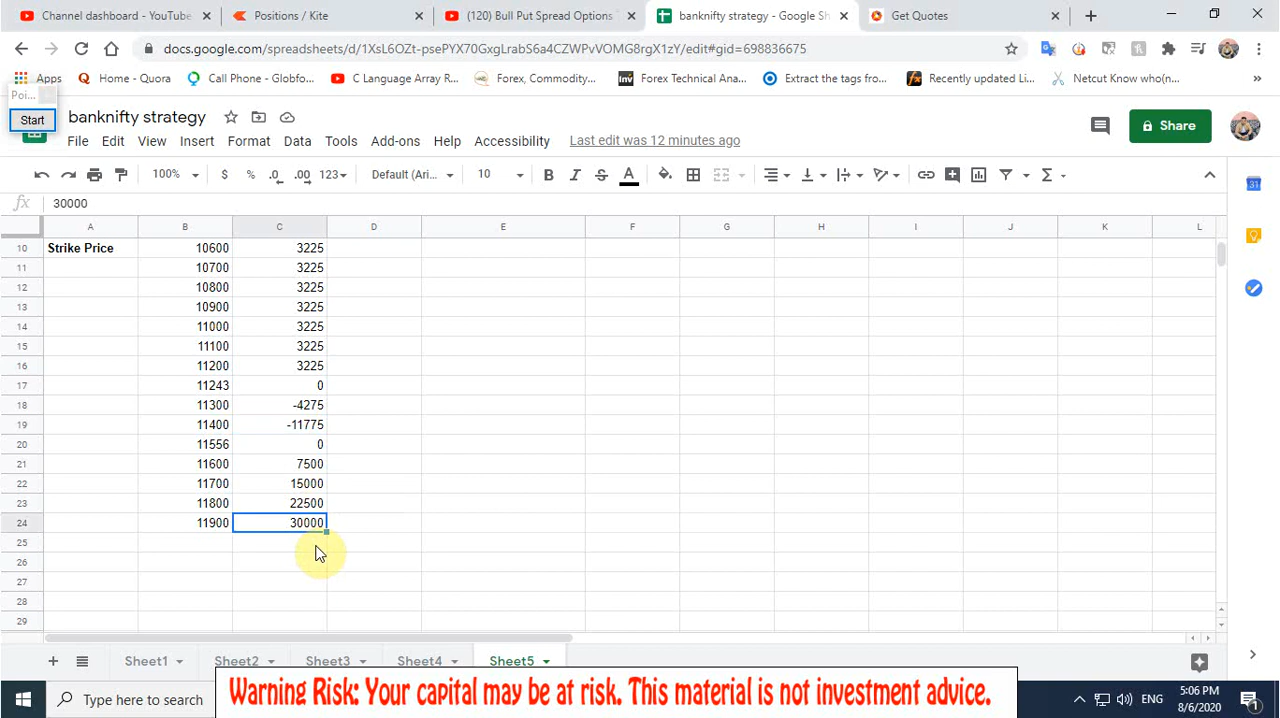 Channel dashboard - YouTube
Positions / Kite
(120) Bull Put Spread Options
banknifty strategy - Google Sh
Get Quotes
docs.google.com/spreadsheets/d/1XsL6OZt-psePYX70GxgLrabS6a4CZWPvVOMG8rgX1zY/edit#gid=698836675
Apps
Home - Quora
Call Phone - Globfo...
C Language Array R...
Forex, Commodity...
Forex Technical Ana...
Extract the tags from...
Recently updated Li...
Netcut Know who(n...
Poi...
Start
banknifty strategy
Share
File Edit View Insert Format Data Tools Add-ons Help Accessibility Last edit was 12 minutes ago
100% $ % .0 .00 123 Default (Ari... 10 B I S A
fx 30000
A B C D E F G H I J K L
10 Strike Price 10600 3225
11 10700 3225
12 10800 3225
13 10900 3225
14 11000 3225
15 11100 3225
16 11200 3225
17 11243 0
18 11300 -4275
19 11400 -11775
20 11556 0
21 11600 7500
22 11700 15000
23 11800 22500
24 11900 30000
25
26
27
28
29
Sheet1 Sheet2 Sheet3 Sheet4 Sheet5
Type here to search
Warning Risk: Your capital may be at risk. This material is not investment advice.
ENG
5:06 PM
8/6/2020
1